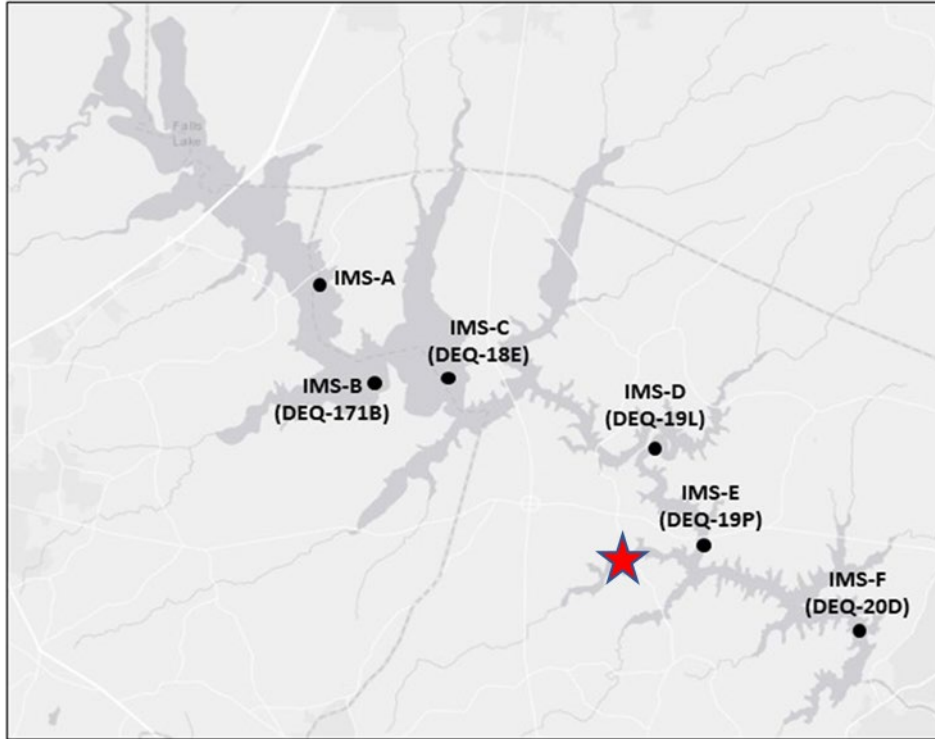 Falls
Lake
IMS-A
IMS-C
(DEQ-18E)
IMS-B
(DEQ-171B)
IMS-D
(DEQ-19L)
IMS-E
(DEQ-19P)
IMS-F
(DEQ-20D)